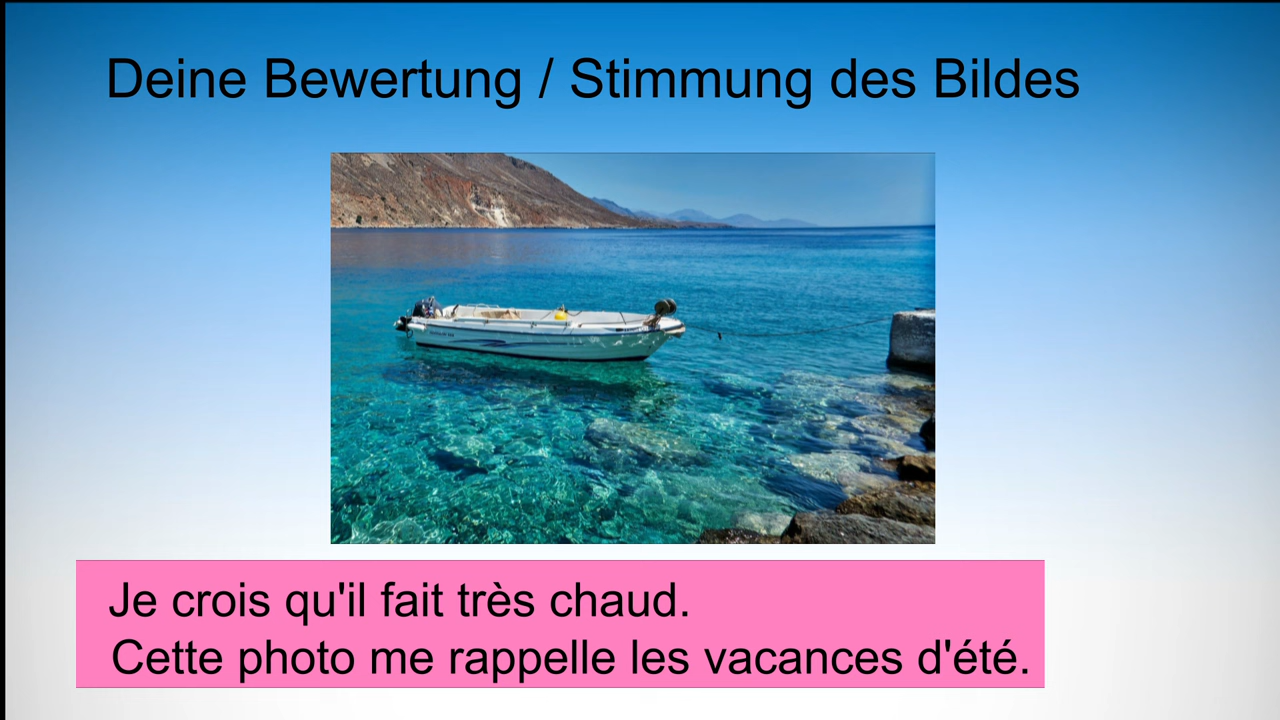 Deine Bewertung / Stimmung des Bildes
Je crois qu'il fait très chaud.
Cette photo me rappelle les vacances d'été.